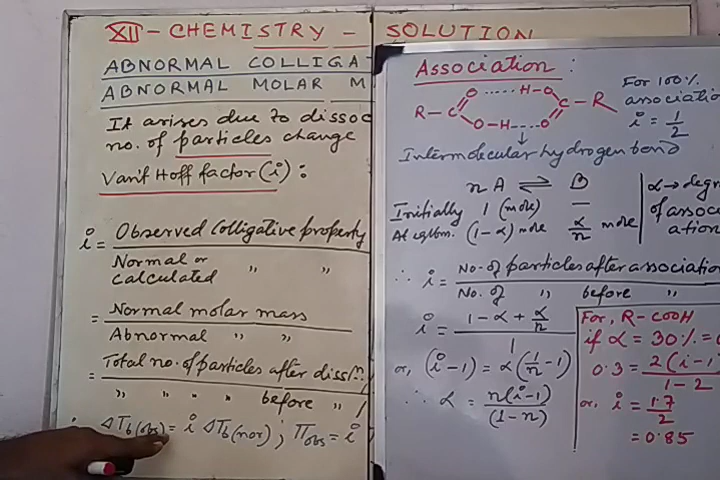 XII - CHEMISTRY - SOLUTION
ABNORMAL COLLIGA
ABNORMAL MOLAR M
It arises due to dissoc
no. of particles change
Van't Hoff factor (i) :
i = Observed colligative property
Normal or calculated " "
= Normal molar mass
Abnormal " "
= Total no. of particles after diss
" " " " before "
ΔTb(obs) = i ΔTb(nor) ; Πobs = i
Association :
R - C O ...... H-O C - R
O - H ---- O
For 100%
association
i = 1/2
Intermolecular hydrogen bond
nA ⇌ B
Initially 1 (mole) —
At eqlbm. (1-α) mole α/n mole
α → degr
of assoc
ation
∴ i = No. of particles after association
No. of " before "
i = 1 - α + α/n
1
or, (i-1) = α(1/n - 1)
∴ α = n(i-1)
(1-n)
For, R-COOH
if α = 30% =
0.3 = 2(i-1
1-2
or, i = 1.7
2
= 0.85